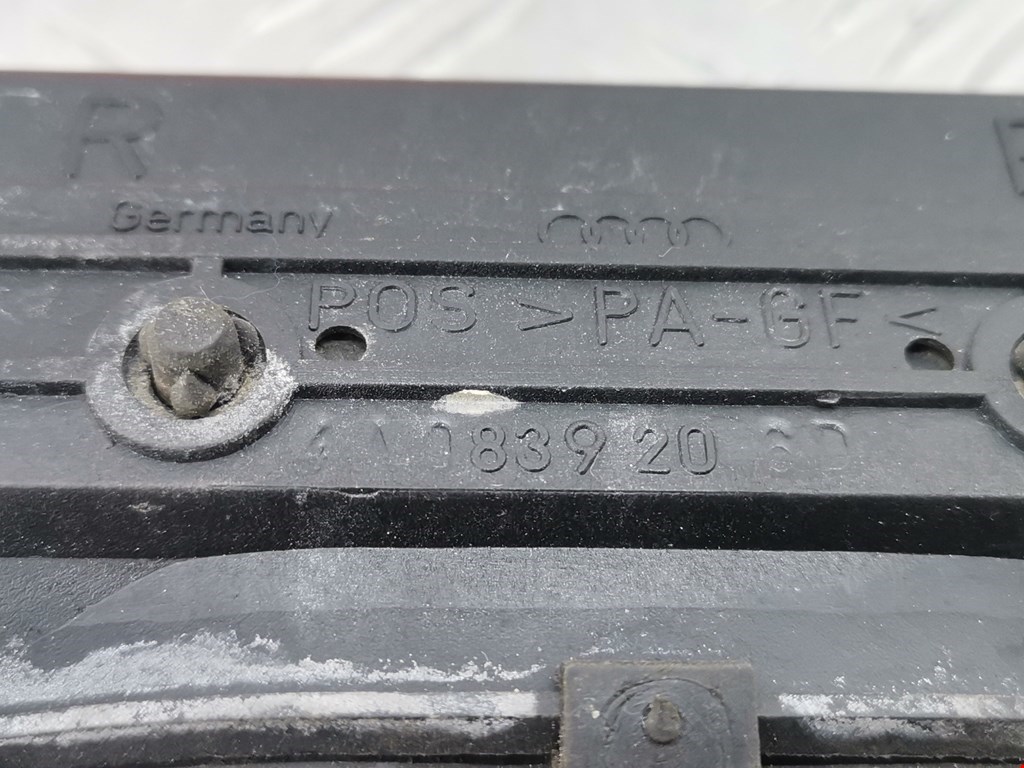 R
Germany
POS >PA-GF<
839 20